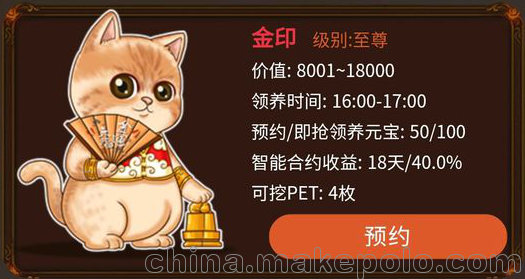 金印 级别:至尊
价值: 8001~18000
领养时间: 16:00-17:00
预约/即抢领养元宝: 50/100
智能合约收益: 18天/40.0%
可挖PET: 4枚
预约
china.makepolo.com